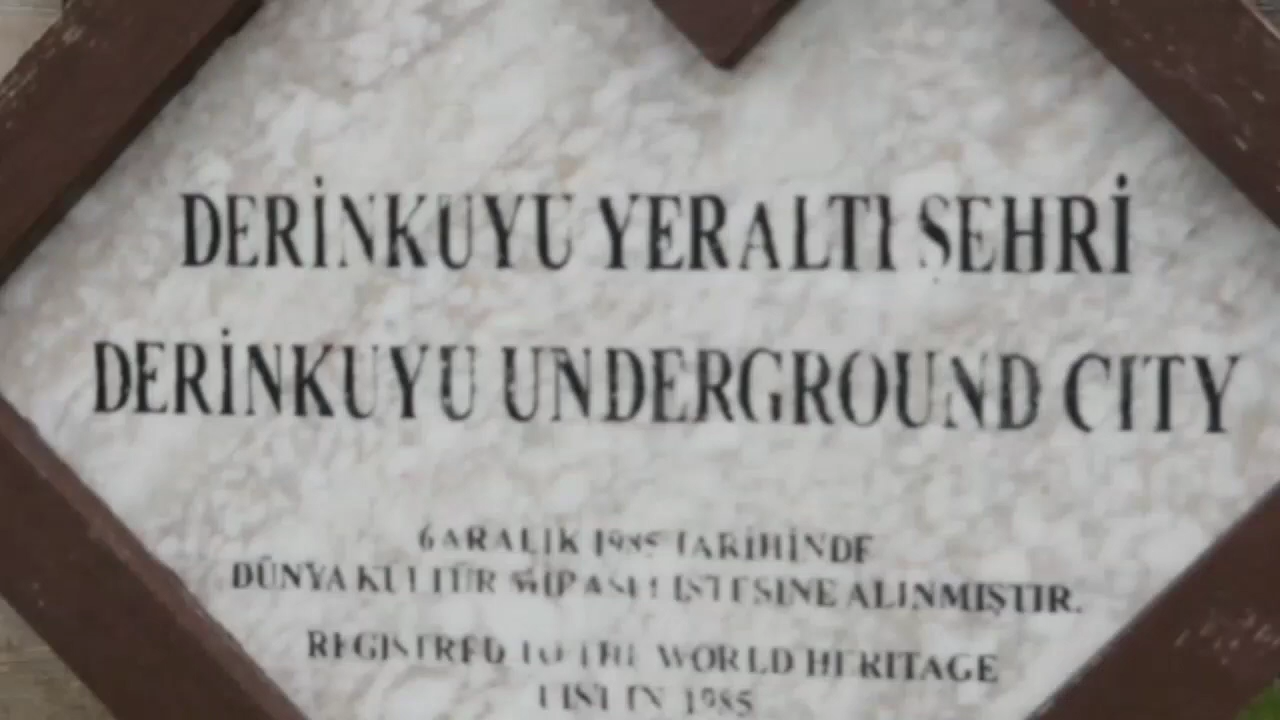 DERİNKUYU YERALTI ŞEHRİ
DERİNKUYU UNDERGROUND CITY
6 ARALIK 1985 TARİHİNDE
DÜNYA KÜLTÜR MİRASI LİSTESİNE ALINMIŞTIR.
REGISTRED TO THE WORLD HERITAGE
LIST IN 1985